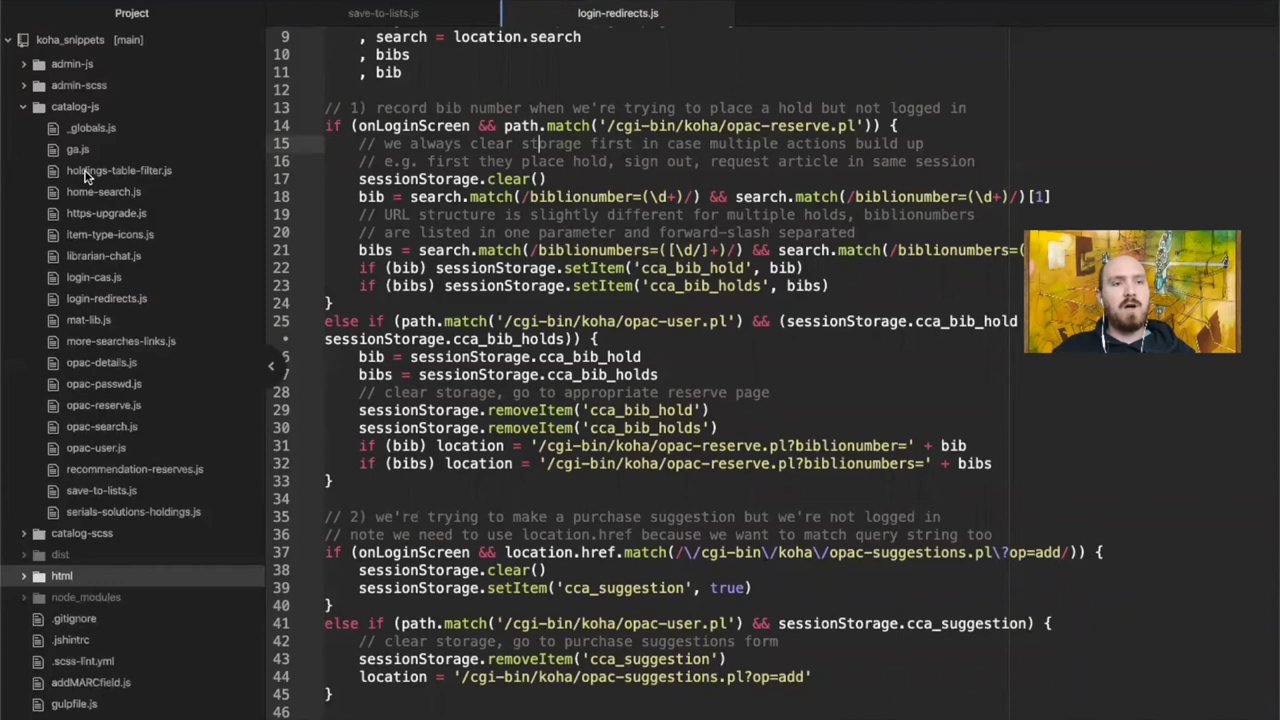 Project
save-to-lists.js
login-redirects.js
koha_snippets [main]
admin-js
admin-scss
catalog-js
_globals.js
ga.js
holdings-table-filter.js
home-search.js
https-upgrade.js
item-type-icons.js
librarian-chat.js
login-cas.js
login-redirects.js
mat-lib.js
more-searches-links.js
opac-details.js
opac-passwd.js
opac-reserve.js
opac-search.js
opac-user.js
recommendation-reserves.js
save-to-lists.js
serials-solutions-holdings.js
catalog-scss
dist
html
node_modules
.gitignore
.jshintrc
.scss-lint.yml
addMARCfield.js
gulpfile.js
9 , search = location.search
10 , bibs
11 , bib
12
13 // 1) record bib number when we're trying to place a hold but not logged in
14 if (onLoginScreen && path.match('/cgi-bin/koha/opac-reserve.pl')) {
15 // we always clear storage first in case multiple actions build up
16 // e.g. first they place hold, sign out, request article in same session
17 sessionStorage.clear()
18 bib = search.match(/biblionumber=(\d+)/) && search.match(/biblionumber=(\d+)/)[1]
19 // URL structure is slightly different for multiple holds, biblionumbers
20 // are listed in one parameter and forward-slash separated
21 bibs = search.match(/biblionumbers=([\d/]+)/) && search.match(/biblionumbers=(
22 if (bib) sessionStorage.setItem('cca_bib_hold', bib)
23 if (bibs) sessionStorage.setItem('cca_bib_holds', bibs)
24 }
25 else if (path.match('/cgi-bin/koha/opac-user.pl') && (sessionStorage.cca_bib_hold
• sessionStorage.cca_bib_holds)) {
6 bib = sessionStorage.cca_bib_hold
7 bibs = sessionStorage.cca_bib_holds
28 // clear storage, go to appropriate reserve page
29 sessionStorage.removeItem('cca_bib_hold')
30 sessionStorage.removeItem('cca_bib_holds')
31 if (bib) location = '/cgi-bin/koha/opac-reserve.pl?biblionumber=' + bib
32 if (bibs) location = '/cgi-bin/koha/opac-reserve.pl?biblionumbers=' + bibs
33 }
34
35 // 2) we're trying to make a purchase suggestion but we're not logged in
36 // note we need to use location.href because we want to match query string too
37 if (onLoginScreen && location.href.match(/\/cgi-bin\/koha\/opac-suggestions.pl\?op=add/)) {
38 sessionStorage.clear()
39 sessionStorage.setItem('cca_suggestion', true)
40 }
41 else if (path.match('/cgi-bin/koha/opac-user.pl') && sessionStorage.cca_suggestion) {
42 // clear storage, go to purchase suggestions form
43 sessionStorage.removeItem('cca_suggestion')
44 location = '/cgi-bin/koha/opac-suggestions.pl?op=add'
45 }
46